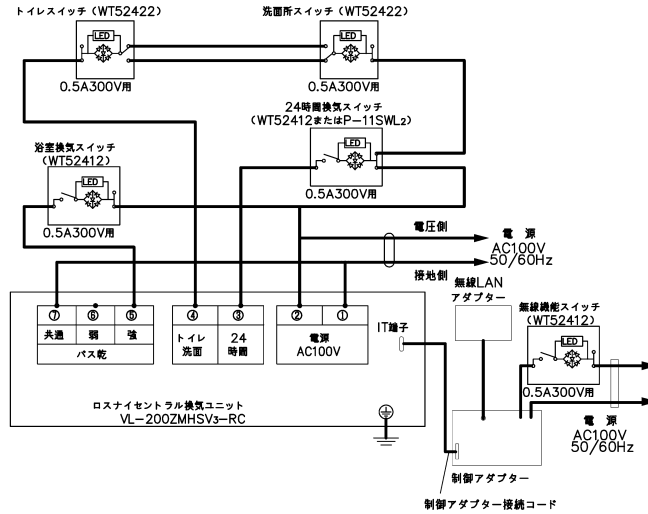 トイレスイッチ（WT52422）
洗面所スイッチ（WT52422）
LED
LED
0.5A300V用
0.5A300V用
24時間換気スイッチ
（WT52412またはP-11SWL2）
LED
0.5A300V用
浴室換気スイッチ
（WT52412）
LED
0.5A300V用
電圧側
電源
AC100V
50/60Hz
接地側
無線LAN
アダプター
無線機能スイッチ
（WT52412）
LED
0.5A300V用
電源
AC100V
50/60Hz
⑦ ⑥ ⑤ ④ ③ ② ①
共通 弱 強
バス乾
トイレ
洗面
24
時間
電源
AC100V
IT端子
ロスナイセントラル換気ユニット
VL-200ZMHSV3-RC
制御アダプター
制御アダプター接続コード